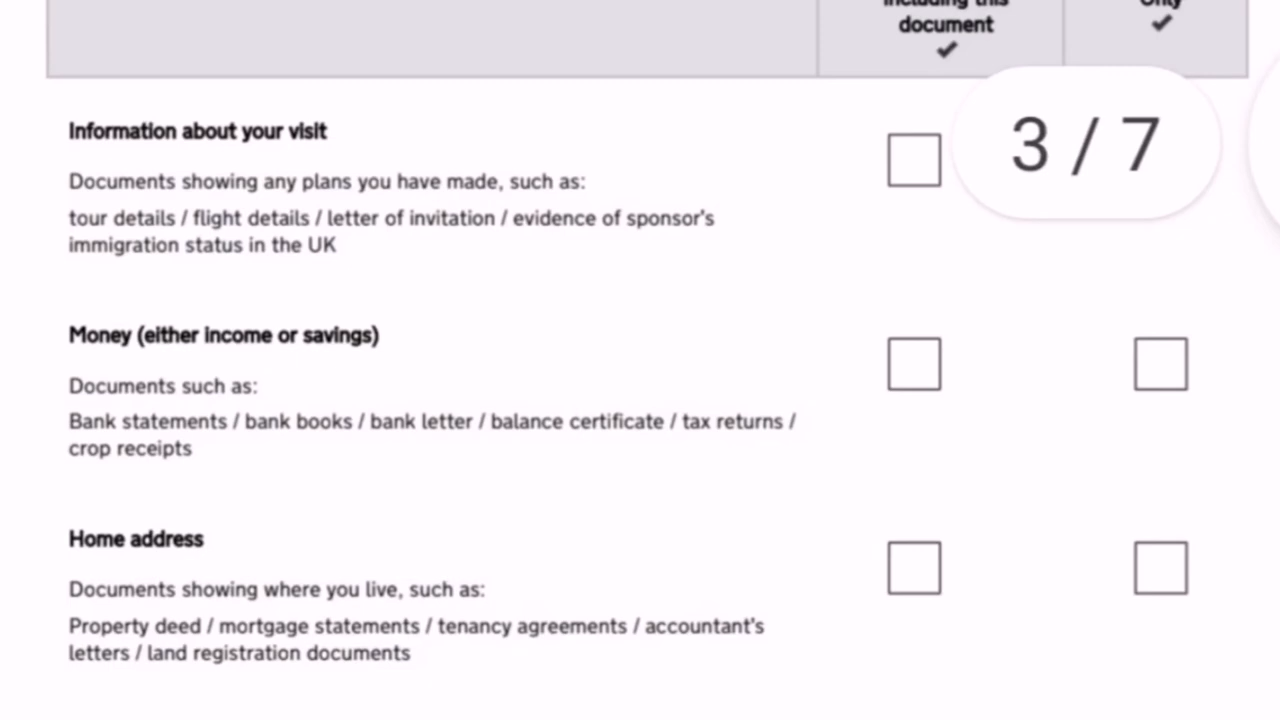 including this
Only
document
✔
✔
3 / 7
Information about your visit
Documents showing any plans you have made, such as:
tour details / flight details / letter of invitation / evidence of sponsor's
immigration status in the UK
Money (either income or savings)
Documents such as:
Bank statements / bank books / bank letter / balance certificate / tax returns /
crop receipts
Home address
Documents showing where you live, such as:
Property deed / mortgage statements / tenancy agreements / accountant's
letters / land registration documents